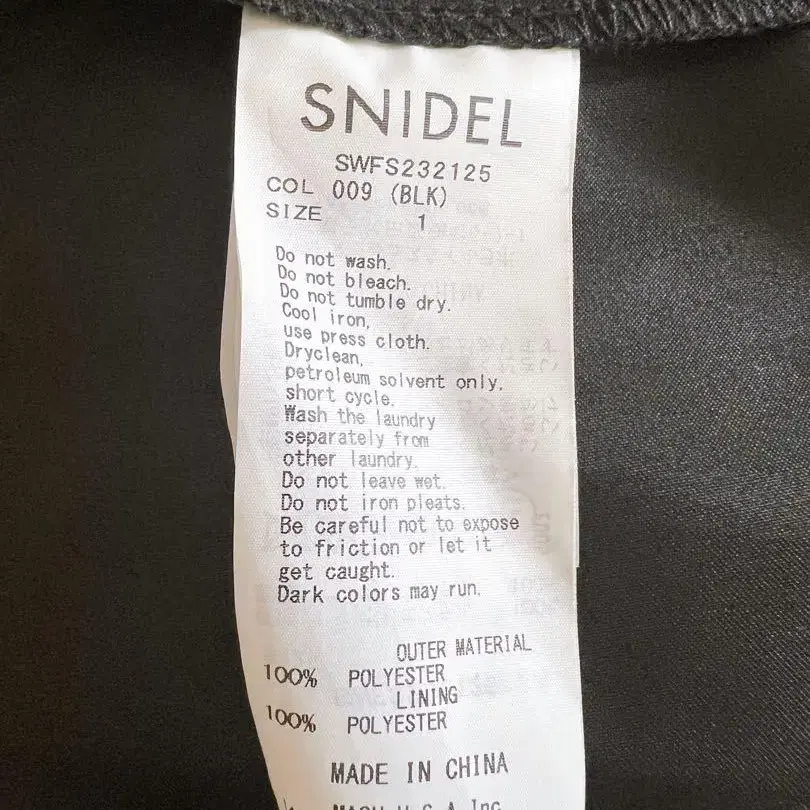 SNIDEL
SWFS232125
COL 009 (BLK)
SIZE 1
Do not wash.
Do not bleach.
Do not tumble dry.
Cool iron,
use press cloth.
Dryclean,
petroleum solvent only,
short cycle.
Wash the laundry
separately from
other laundry.
Do not leave wet.
Do not iron pleats.
Be careful not to expose
to friction or let it
get caught.
Dark colors may run.
OUTER MATERIAL
100% POLYESTER
LINING
100% POLYESTER
MADE IN CHINA